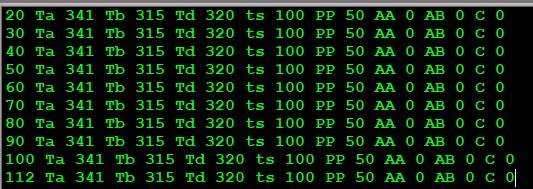 20 Ta 341 Tb 315 Td 320 ts 100 PP 50 AA 0 AB 0 C 0
30 Ta 341 Tb 315 Td 320 ts 100 PP 50 AA 0 AB 0 C 0
40 Ta 341 Tb 315 Td 320 ts 100 PP 50 AA 0 AB 0 C 0
50 Ta 341 Tb 315 Td 320 ts 100 PP 50 AA 0 AB 0 C 0
60 Ta 341 Tb 315 Td 320 ts 100 PP 50 AA 0 AB 0 C 0
70 Ta 341 Tb 315 Td 320 ts 100 PP 50 AA 0 AB 0 C 0
80 Ta 341 Tb 315 Td 320 ts 100 PP 50 AA 0 AB 0 C 0
90 Ta 341 Tb 315 Td 320 ts 100 PP 50 AA 0 AB 0 C 0
100 Ta 341 Tb 315 Td 320 ts 100 PP 50 AA 0 AB 0 C 0
112 Ta 341 Tb 315 Td 320 ts 100 PP 50 AA 0 AB 0 C 0